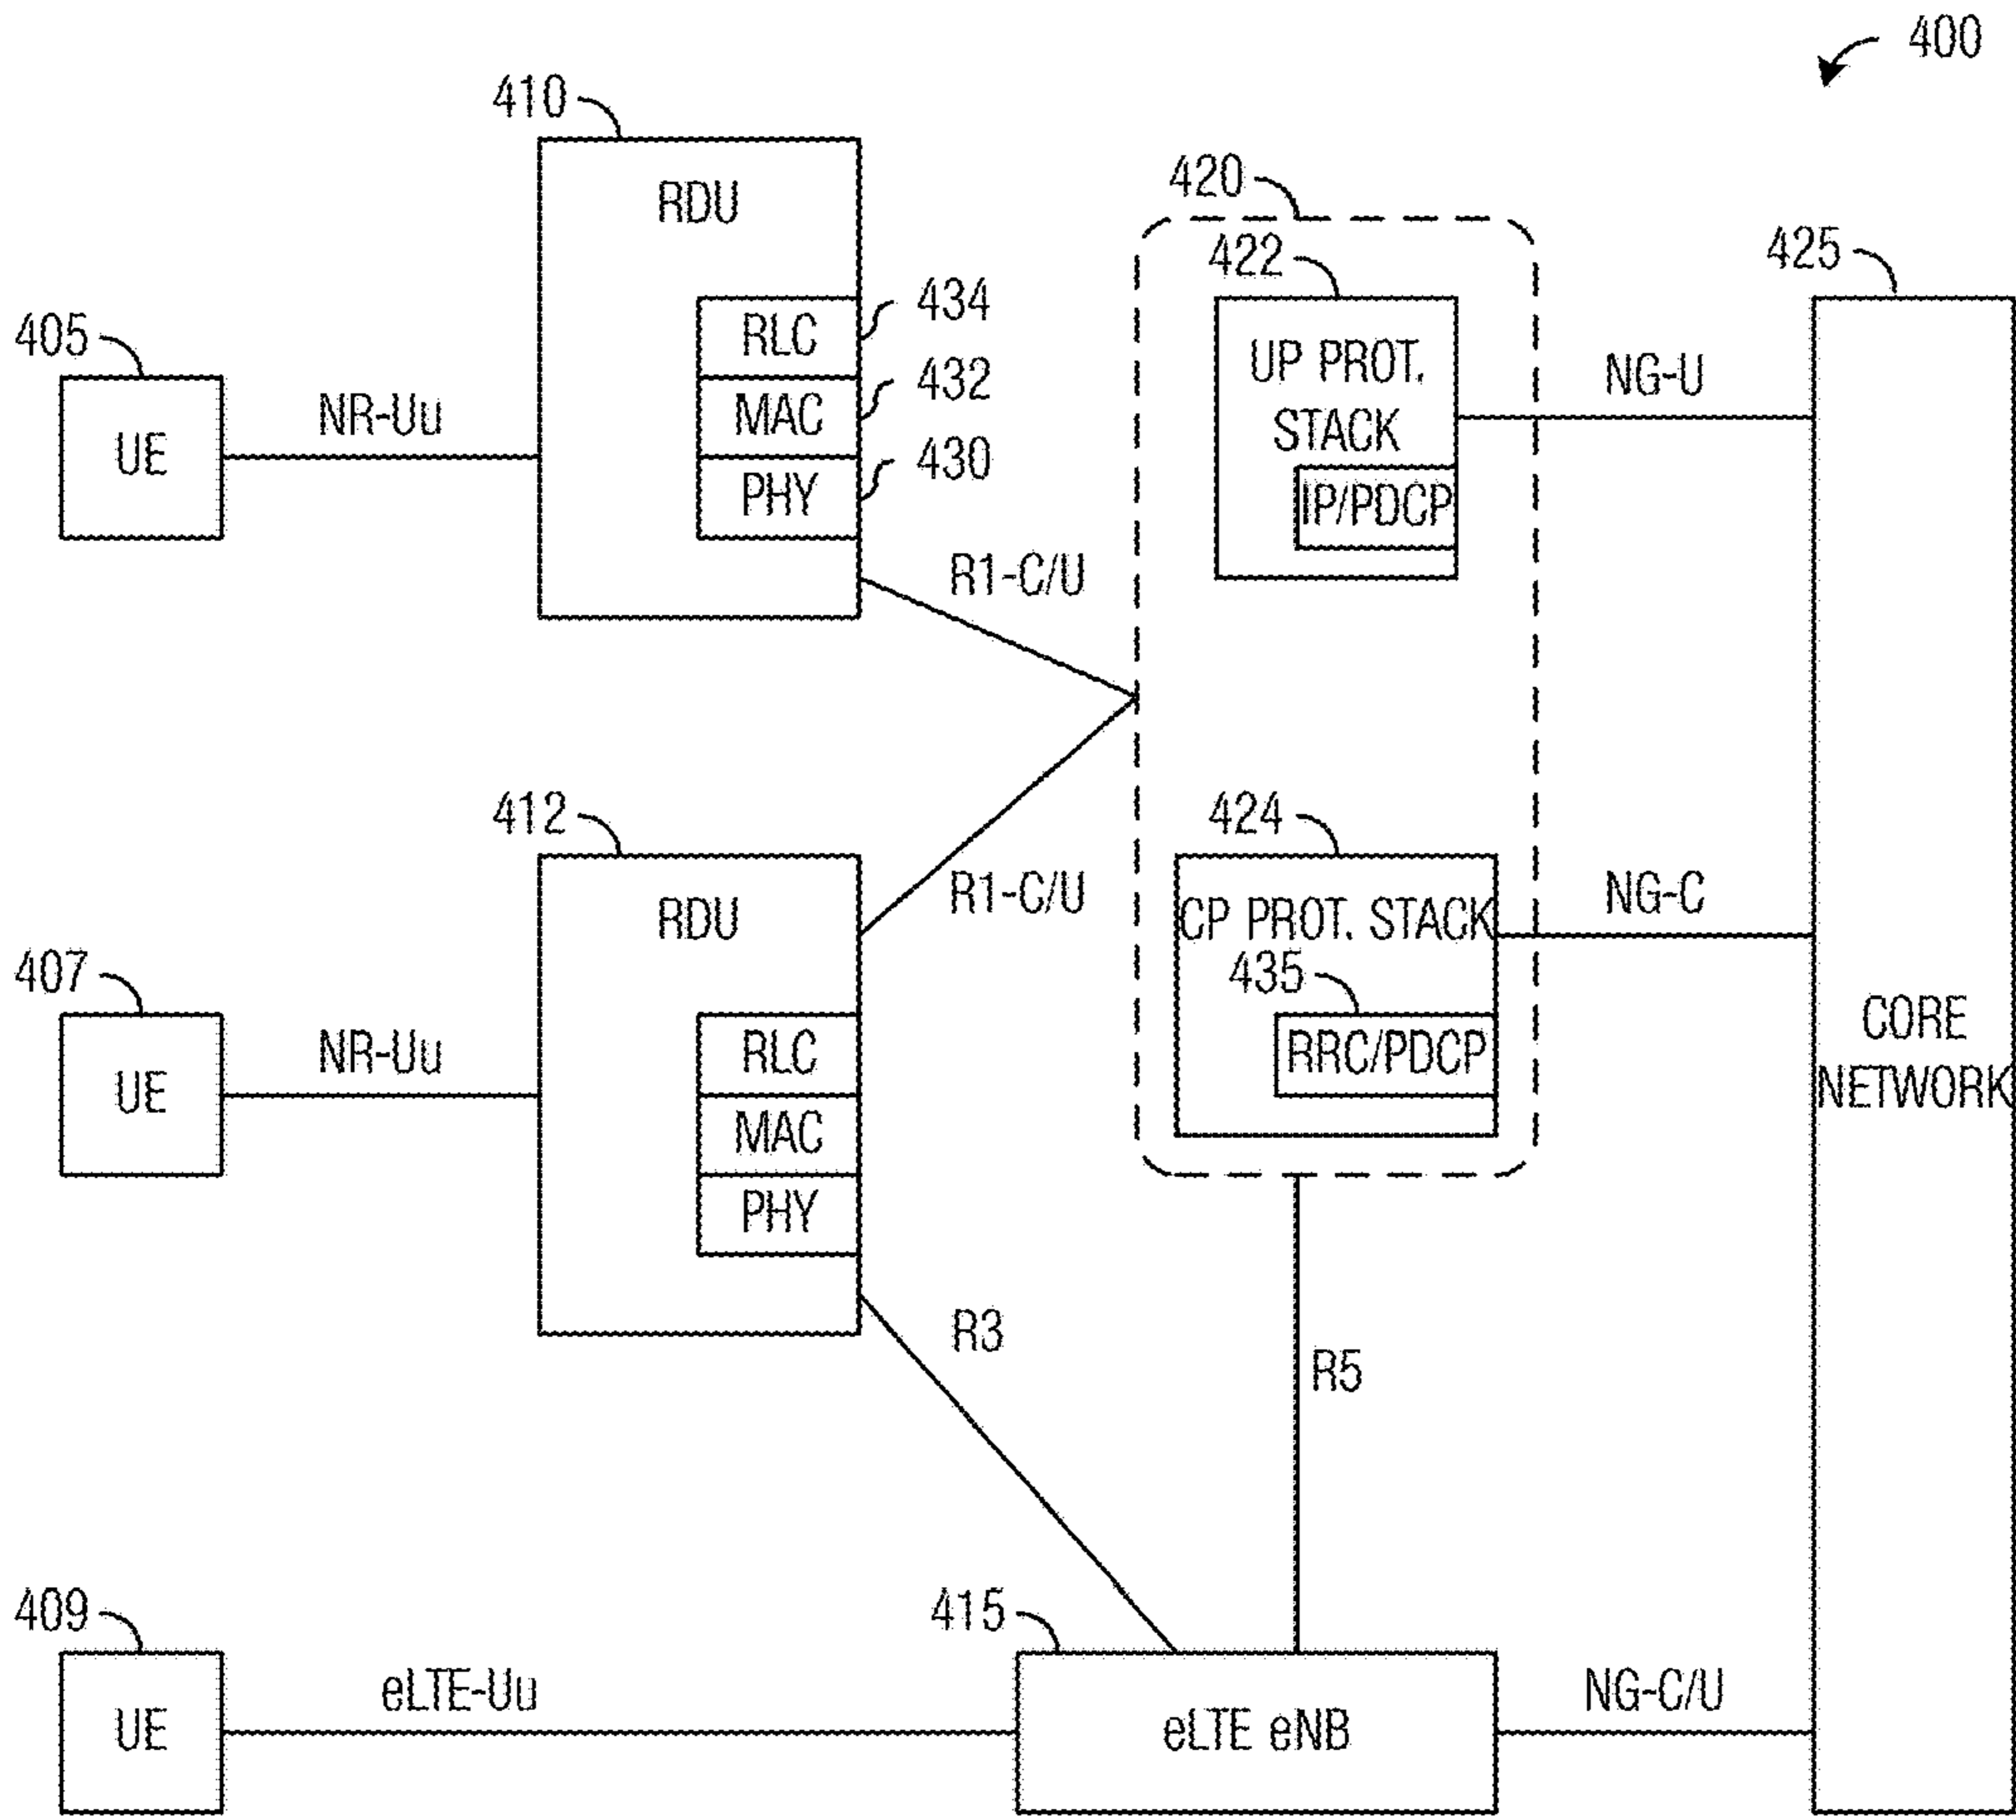 400
410
RDU
420
422
425
434
RLC
405
UP PROT.
STACK
NG-U
432
MAC
NR-Uu
UE
430
PHY
IP/PDCP
R1-C/U
412
424
RDU
R1-C/U
CP PROT. STACK
NG-C
435
407
CORE
NETWORK
RLC
RRC/PDCP
NR-Uu
UE
MAC
PHY
R3
R5
409
415
eLTE-Uu
NG-C/U
UE
eLTE eNB